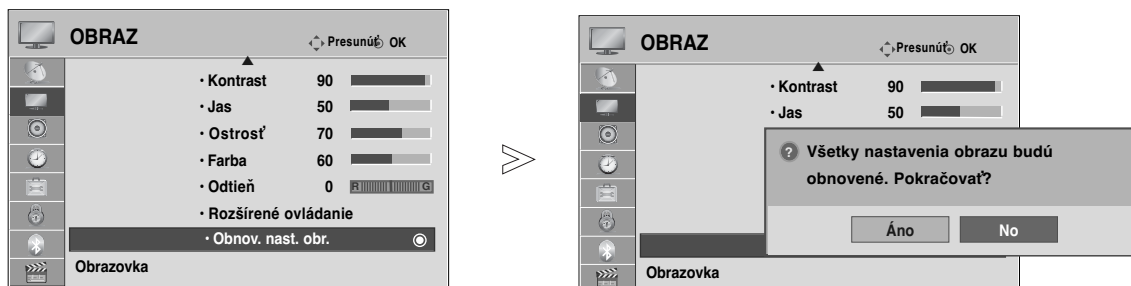 OBRAZ
Presunúť OK
• Kontrast 90
• Jas 50
• Ostrosť 70
• Farba 60
• Odtieň 0 R G
• Rozšírené ovládanie
• Obnov. nast. obr.
Obrazovka
OBRAZ
Presunúť OK
• Kontrast 90
• Jas 50
? Všetky nastavenia obrazu budú
obnovené. Pokračovať?
Áno No
Obrazovka